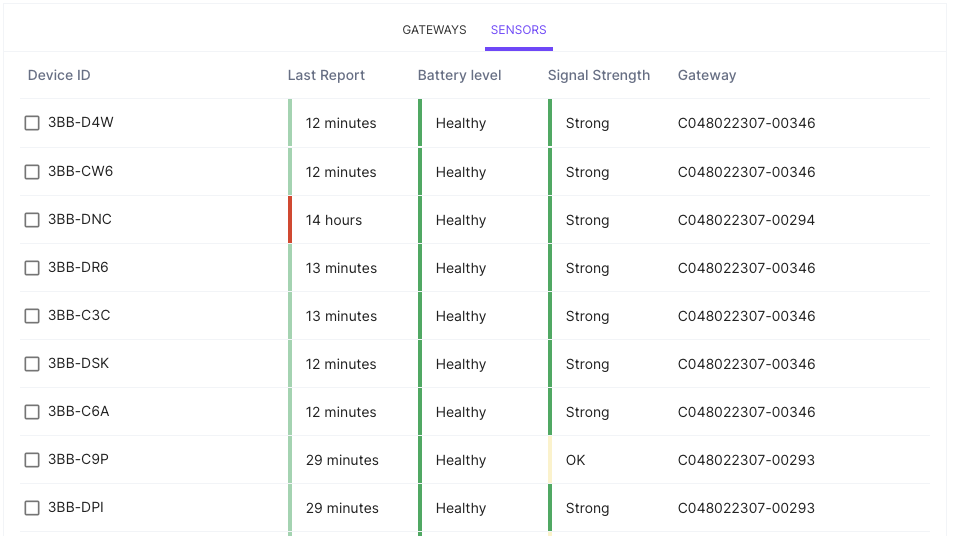 GATEWAYS SENSORS
Device ID Last Report Battery level Signal Strength Gateway
3BB-D4W 12 minutes Healthy Strong C048022307-00346
3BB-CW6 12 minutes Healthy Strong C048022307-00346
3BB-DNC 14 hours Healthy Strong C048022307-00294
3BB-DR6 13 minutes Healthy Strong C048022307-00346
3BB-C3C 13 minutes Healthy Strong C048022307-00346
3BB-DSK 12 minutes Healthy Strong C048022307-00346
3BB-C6A 12 minutes Healthy Strong C048022307-00346
3BB-C9P 29 minutes Healthy OK C048022307-00293
3BB-DPI 29 minutes Healthy Strong C048022307-00293